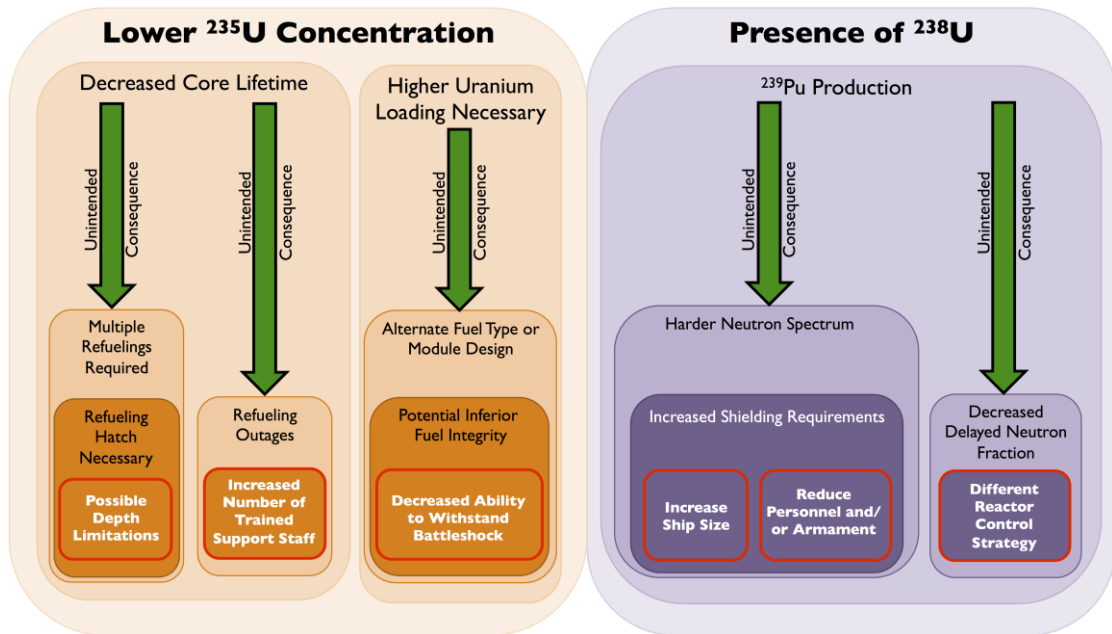 Lower ²³⁵U Concentration
Decreased Core Lifetime
Unintended
Consequence
Unintended
Consequence
Multiple
Refuelings
Required
Refueling
Hatch
Necessary
Possible
Depth
Limitations
Refueling
Outages
Increased
Number of
Trained
Support Staff
Higher Uranium
Loading Necessary
Unintended
Consequence
Alternate Fuel Type or
Module Design
Potential Inferior
Fuel Integrity
Decreased Ability
to Withstand
Battleshock
Presence of ²³⁸U
²³⁹Pu Production
Unintended
Consequence
Unintended
Consequence
Harder Neutron Spectrum
Increased Shielding Requirements
Increase
Ship Size
Reduce
Personnel and/
or Armament
Decreased
Delayed Neutron
Fraction
Different
Reactor
Control
Strategy